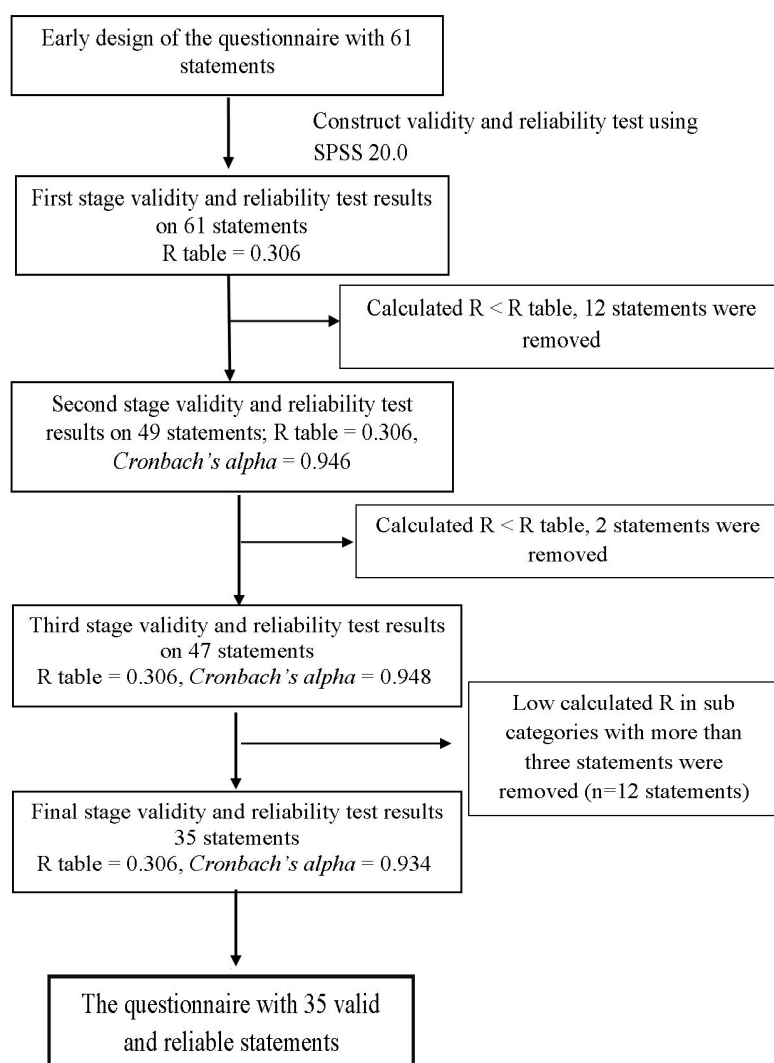 Early design of the questionnaire with 61
statements
Construct validity and reliability test using
SPSS 20.0
First stage validity and reliability test results
on 61 statements
R table = 0.306
Calculated R < R table, 12 statements were
removed
Second stage validity and reliability test
results on 49 statements; R table = 0.306,
Cronbach’s alpha = 0.946
Calculated R < R table, 2 statements were
removed
Third stage validity and reliability test results
on 47 statements
R table = 0.306, Cronbach’s alpha = 0.948
Low calculated R in sub
categories with more than
three statements were
removed (n=12 statements)
Final stage validity and reliability test results
35 statements
R table = 0.306, Cronbach’s alpha = 0.934
The questionnaire with 35 valid
and reliable statements